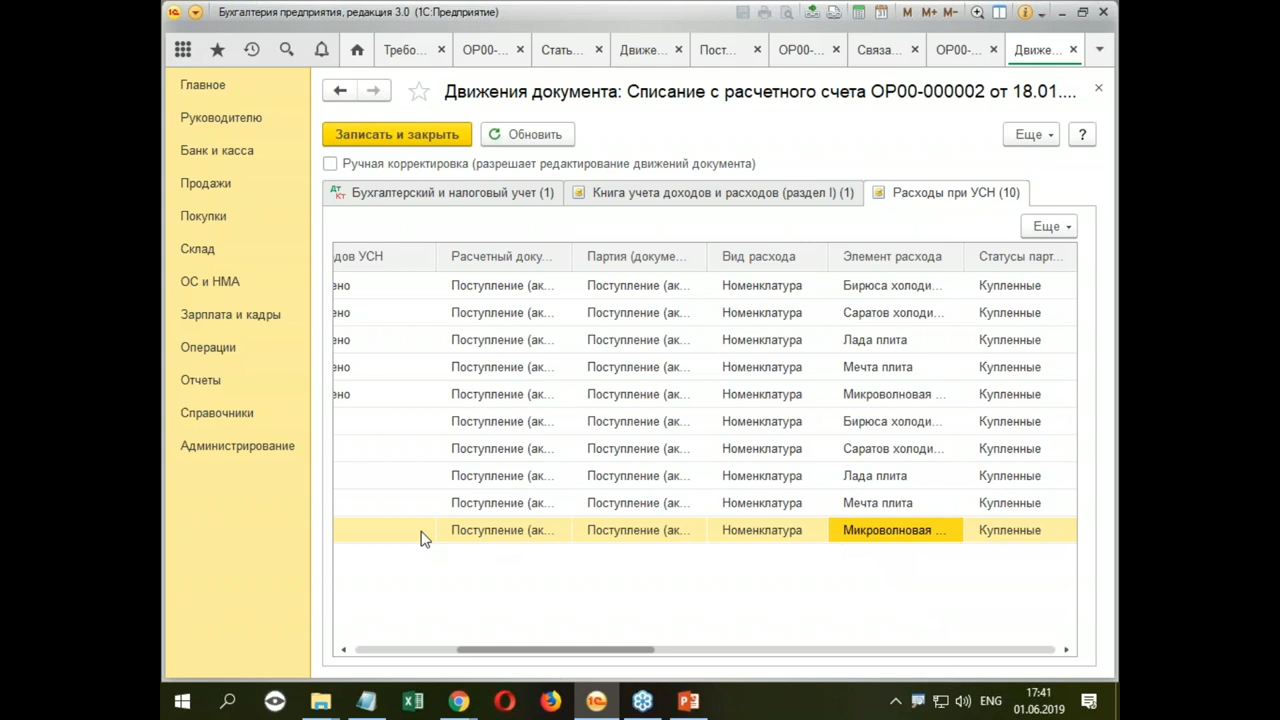 Бухгалтерия предприятия, редакция 3.0 (1С:Предприятие)
M M+ M-
Требо... ОР00-... Стать... Движе... Пост... ОР00-... Связа... ОР00-... Движе...
Главное
Руководителю
Банк и касса
Продажи
Покупки
Склад
ОС и НМА
Зарплата и кадры
Операции
Отчеты
Справочники
Администрирование
Движения документа: Списание с расчетного счета ОР00-000002 от 18.01....
Записать и закрыть Обновить Еще ?
Ручная корректировка (разрешает редактирование движений документа)
Дт Кт Бухгалтерский и налоговый учет (1) Книга учета доходов и расходов (раздел I) (1) Расходы при УСН (10)
Еще
дов УСН Расчетный доку... Партия (докуме... Вид расхода Элемент расхода Статусы парт...
ено Поступление (ак... Поступление (ак... Номенклатура Бирюса холоди... Купленные
ено Поступление (ак... Поступление (ак... Номенклатура Саратов холоди... Купленные
ено Поступление (ак... Поступление (ак... Номенклатура Лада плита Купленные
ено Поступление (ак... Поступление (ак... Номенклатура Мечта плита Купленные
ено Поступление (ак... Поступление (ак... Номенклатура Микроволновая ... Купленные
Поступление (ак... Поступление (ак... Номенклатура Бирюса холоди... Купленные
Поступление (ак... Поступление (ак... Номенклатура Саратов холоди... Купленные
Поступление (ак... Поступление (ак... Номенклатура Лада плита Купленные
Поступление (ак... Поступление (ак... Номенклатура Мечта плита Купленные
Поступление (ак... Поступление (ак... Номенклатура Микроволновая ... Купленные
ENG 17:41
01.06.2019